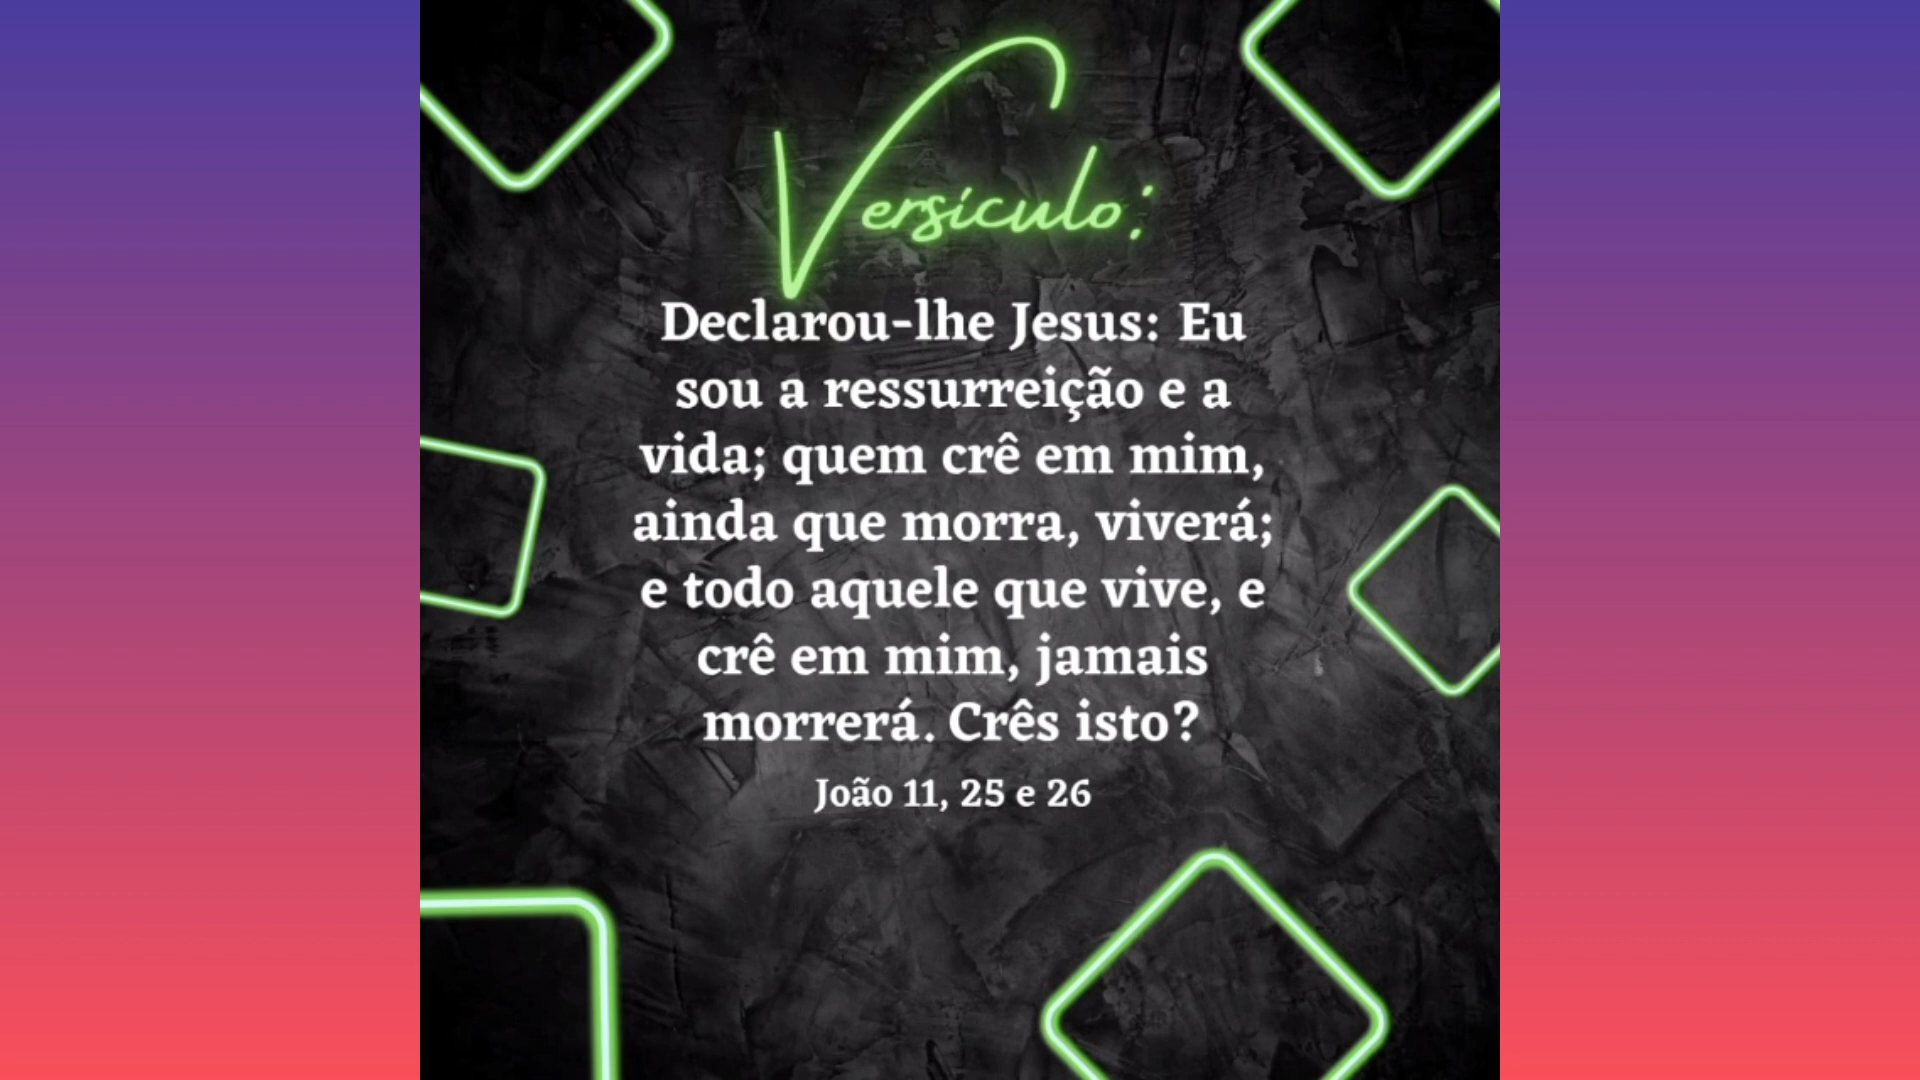 Versículo:
Declarou-lhe Jesus: Eu
sou a ressurreição e a
vida; quem crê em mim,
ainda que morra, viverá;
e todo aquele que vive, e
crê em mim, jamais
morrerá. Crês isto?
João 11, 25 e 26